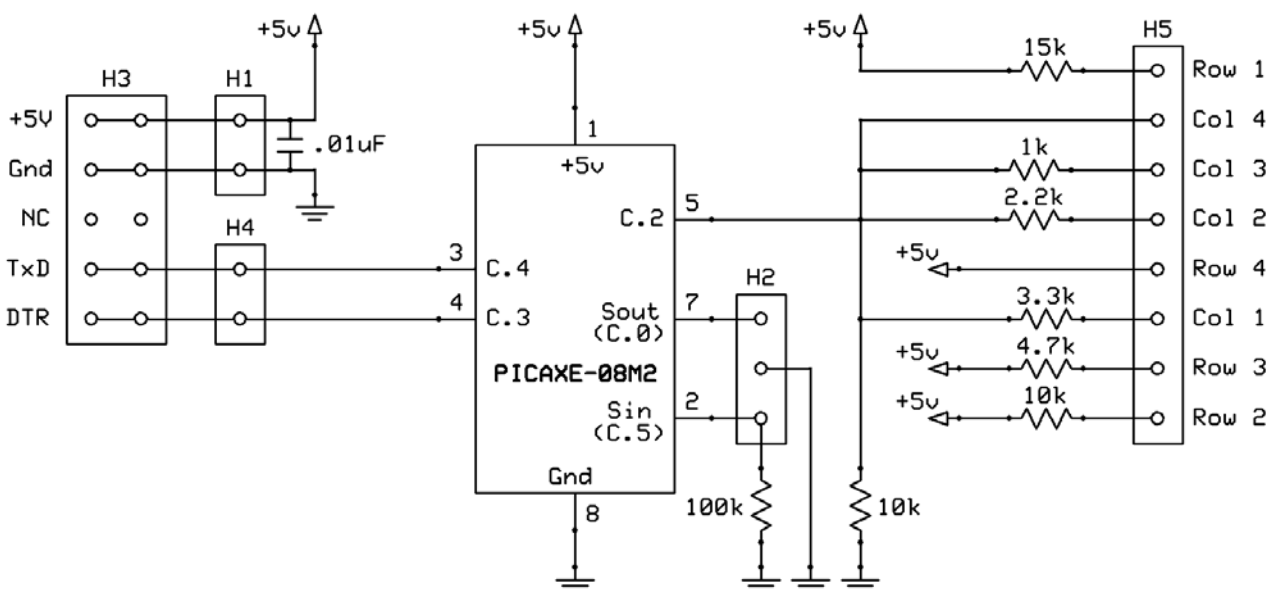 +5v
+5v
+5v
H5
15k
Row 1
H3
H1
+5V
.01uF
1
+5v
Col 4
Gnd
1k
Col 3
NC
H4
C.2
5
2.2k
Col 2
TxD
3
C.4
+5v
Row 4
H2
DTR
4
C.3
Sout
(C.0)
7
3.3k
Col 1
PICAXE-08M2
+5v
4.7k
Row 3
Sin
(C.5)
2
+5v
10k
Row 2
Gnd
8
100k
10k